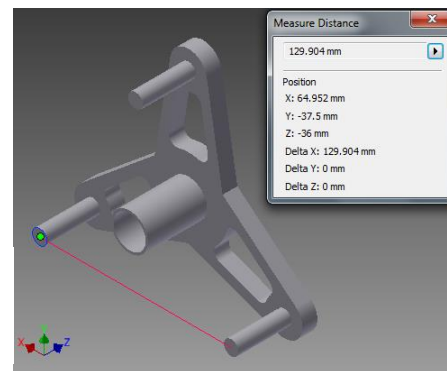 Measure Distance
129.904 mm
Position
X: 64.952 mm
Y: -37.5 mm
Z: -36 mm
Delta X: 129.904 mm
Delta Y: 0 mm
Delta Z: 0 mm
X Z